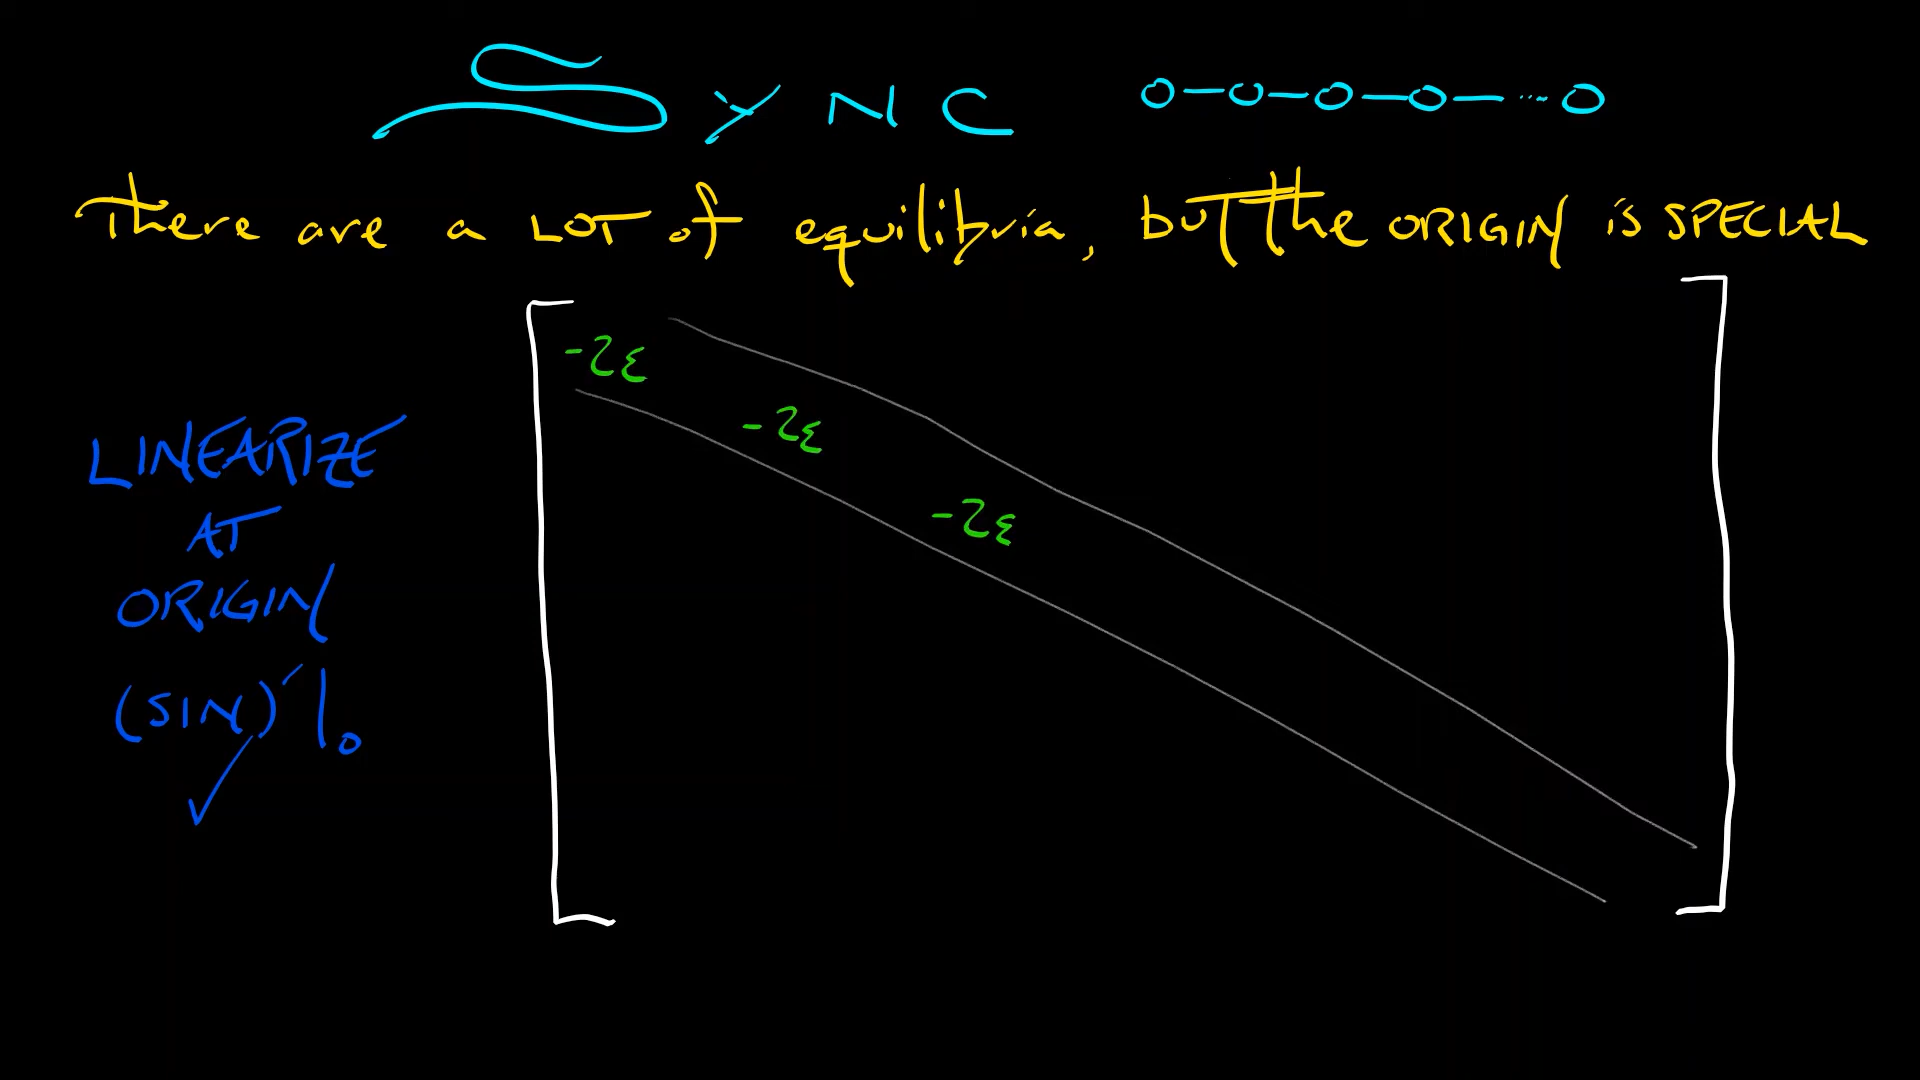 SYNC
There are a LOT of equilibria, but the ORIGIN is SPECIAL
LINEARIZE
AT
ORIGIN
(SIN)′|₀
✓
-2ε
-2ε
-2ε